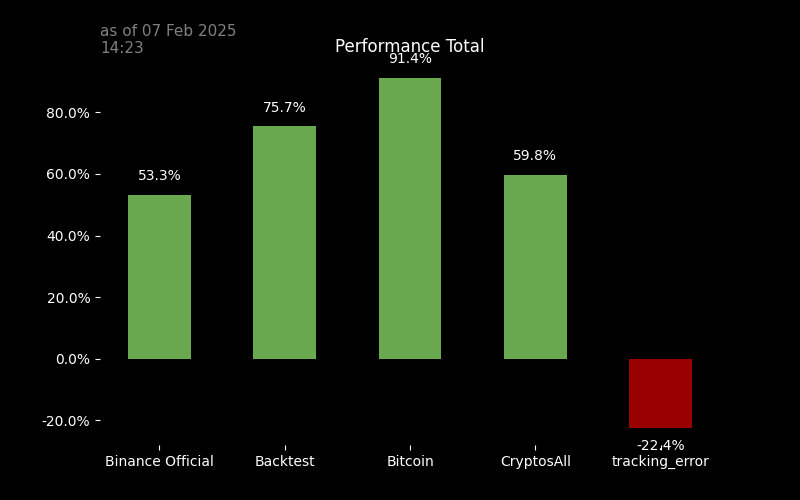 as of 07 Feb 2025
14:23
Performance Total
91.4%
80.0%
75.7%
60.0%
59.8%
53.3%
40.0%
20.0%
0.0%
-20.0%
-22.4%
Binance Official
Backtest
Bitcoin
CryptosAll
tracking_error